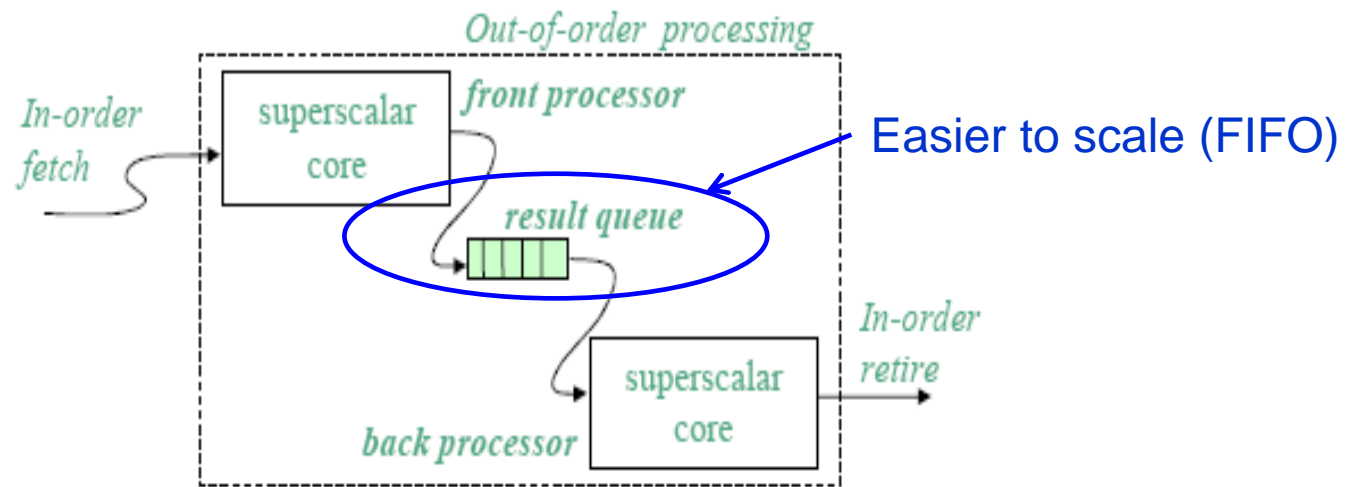 Out-of-order processing
In-order
fetch
superscalar
core
front processor
Easier to scale (FIFO)
result queue
In-order
retire
superscalar
core
back processor